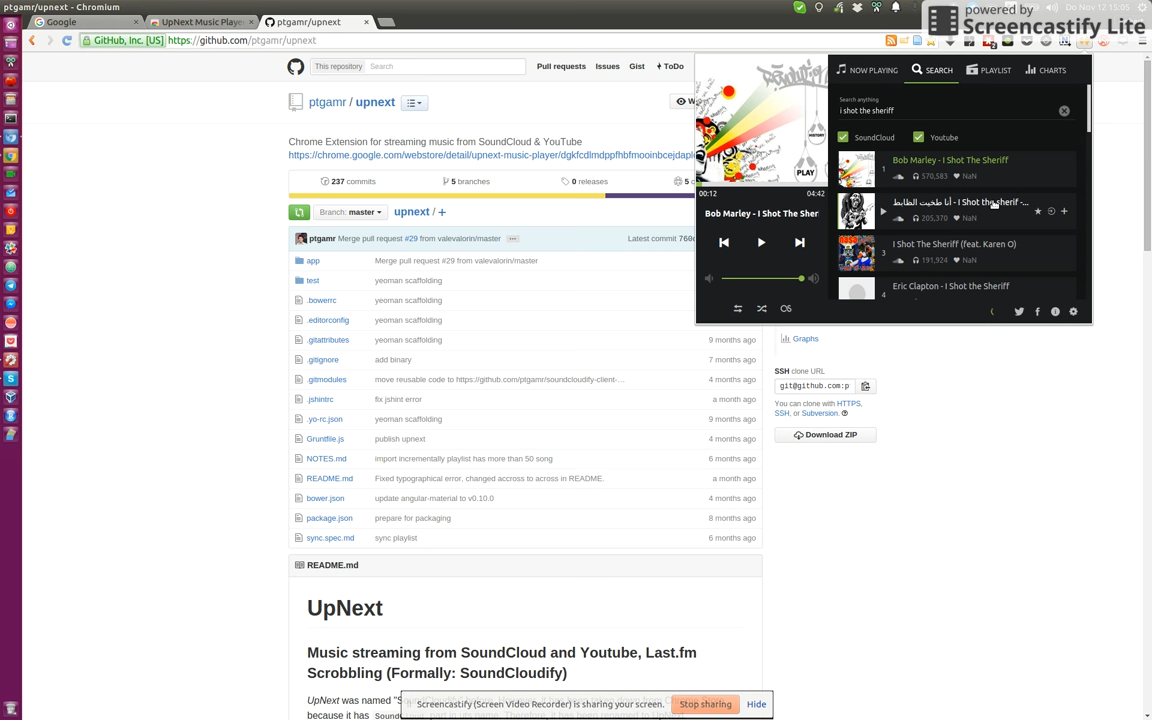 ptgamr/upnext - Chromium
Do Nov 12 15:05
powered by
Screencastify Lite
Google
UpNext Music Player
ptgamr/upnext
GitHub, Inc. [US] https://github.com/ptgamr/upnext
This repository Search
Pull requests Issues Gist ToDo
ptgamr / upnext
Chrome Extension for streaming music from SoundCloud & YouTube
237 commits
5 branches
0 releases
Branch: master
upnext / +
ptgamr Merge pull request #29 from valevalorin/master
Latest commit
app Merge pull request #29 from valevalorin/master
test yeoman scaffolding
.bowerrc yeoman scaffolding
.editorconfig yeoman scaffolding
.gitattributes yeoman scaffolding 9 months ago
.gitignore add binary 7 months ago
.gitmodules move reusable code to https://github.com/ptgamr/soundcloudify-client-… 4 months ago
.jshintrc fix jshint error a month ago
.yo-rc.json yeoman scaffolding 9 months ago
Gruntfile.js publish upnext 4 months ago
NOTES.md import incrementally playlist has more than 50 song 6 months ago
README.md Fixed typographical error, changed accross to across in README. a month ago
bower.json update angular-material to v0.10.0 4 months ago
package.json prepare for packaging 8 months ago
sync.spec.md sync playlist 6 months ago
README.md
UpNext
Music streaming from SoundCloud and Youtube, Last.fm
Scrobbling (Formally: SoundCloudify)
UpNext was named
because it has
HISTORY
PLAY
00:12 04:42
Bob Marley - I Shot The Sher
NOW PLAYING SEARCH PLAYLIST CHARTS
Search anything
i shot the sheriff
SoundCloud Youtube
1 Bob Marley - I Shot The Sheriff
570,583 NaN
أنا طخيت الظابط - I Shot the sherif -...
205,370 NaN
3 I Shot The Sheriff (feat. Karen O)
191,924 NaN
4 Eric Clapton - I Shot the Sheriff
Graphs
SSH clone URL
git@github.com:p
You can clone with HTTPS,
SSH, or Subversion.
Download ZIP
Screencastify (Screen Video Recorder) is sharing your screen. Stop sharing Hide